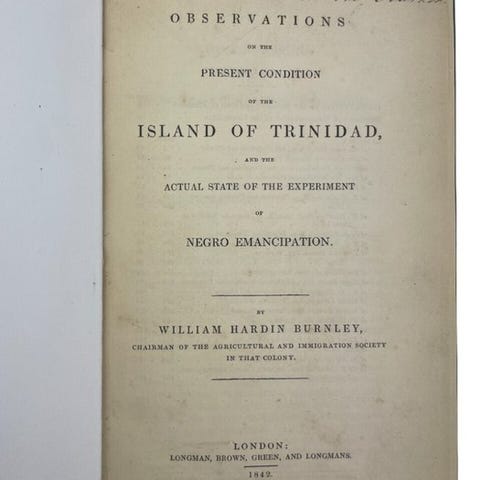 OBSERVATIONS
ON THE
PRESENT CONDITION
OF THE
ISLAND OF TRINIDAD,
AND THE
ACTUAL STATE OF THE EXPERIMENT
OF
NEGRO EMANCIPATION.
BY
WILLIAM HARDIN BURNLEY,
CHAIRMAN OF THE AGRICULTURAL AND IMMIGRATION SOCIETY
IN THAT COLONY.
LONDON:
LONGMAN, BROWN, GREEN, AND LONGMANS.
1842.